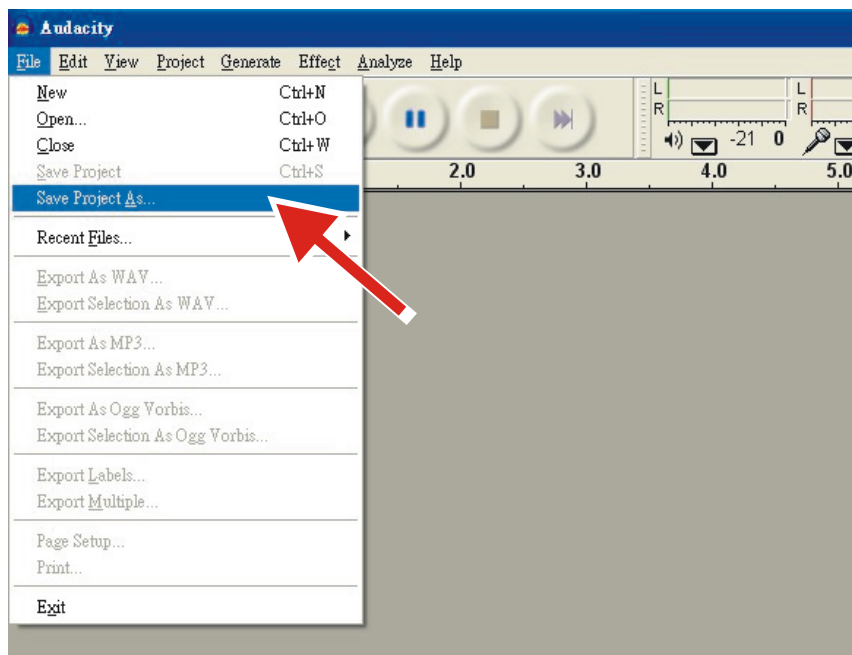 Audacity
File Edit View Project Generate Effect Analyze Help
New Ctrl+N
Open... Ctrl+O
Close Ctrl+W
Save Project Ctrl+S
Save Project As...
Recent Files...
Export As WAV...
Export Selection As WAV...
Export As MP3...
Export Selection As MP3...
Export As Ogg Vorbis...
Export Selection As Ogg Vorbis...
Export Labels...
Export Multiple...
Page Setup...
Print...
Exit
L L
R R
-21 0
2.0 3.0 4.0 5.0